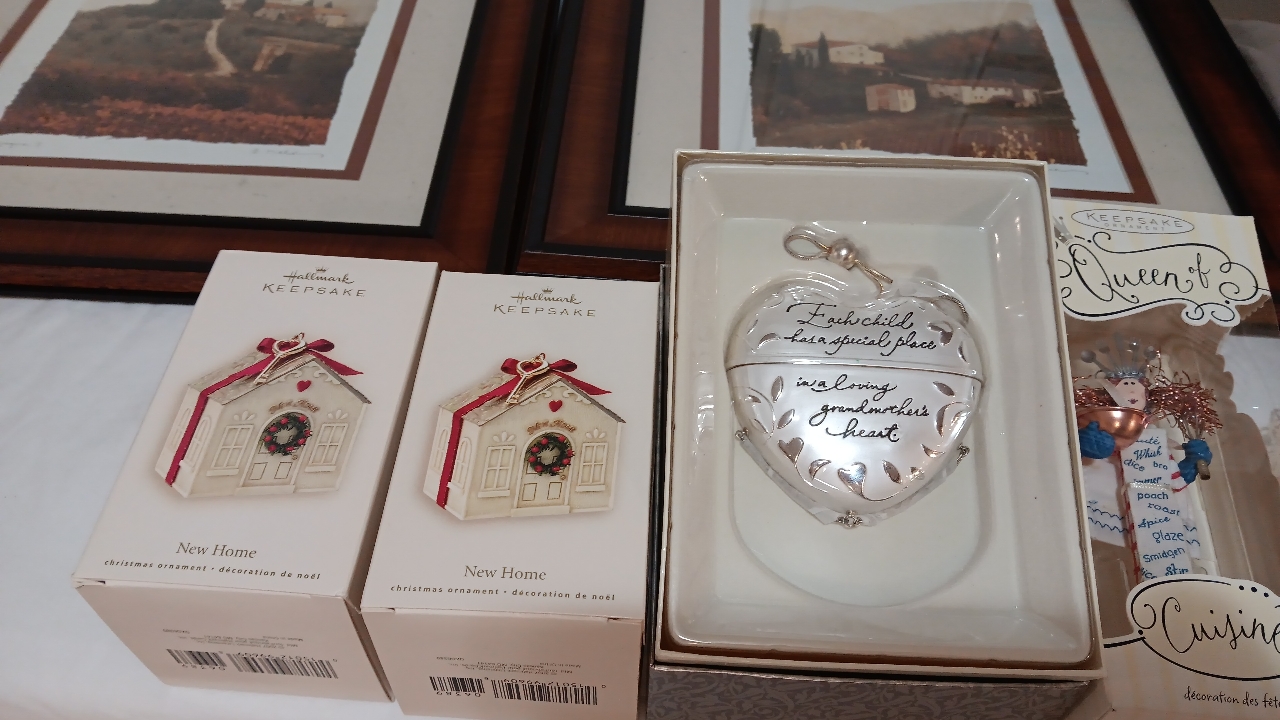 Hallmark
KEEPSAKE
New Home
christmas ornament • décoration de noël
Hallmark
KEEPSAKE
New Home
christmas ornament • décoration de noël
Each child
has a special place
in a loving
grandmother's
heart.
KEEPSAKE
ORNAMENT
Queen of
Whisk
pooch
roast
spice
glaze
smidgen
Cuisine
décoration des fêt